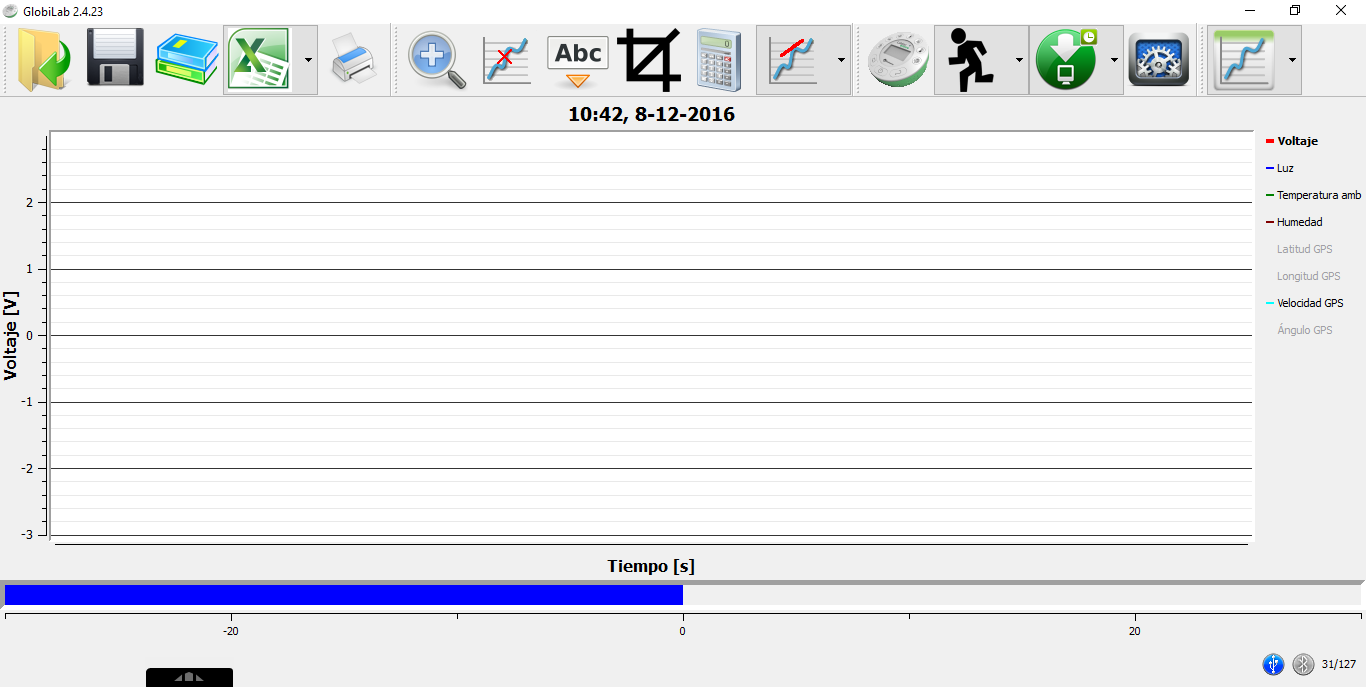 GlobiLab 2.4.23
Abc
10:42, 8-12-2016
Voltaje [V]
2
1
0
-1
-2
-3
Voltaje
Luz
Temperatura amb
Humedad
Latitud GPS
Longitud GPS
Velocidad GPS
Ángulo GPS
Tiempo [s]
-20 0 20
31/127